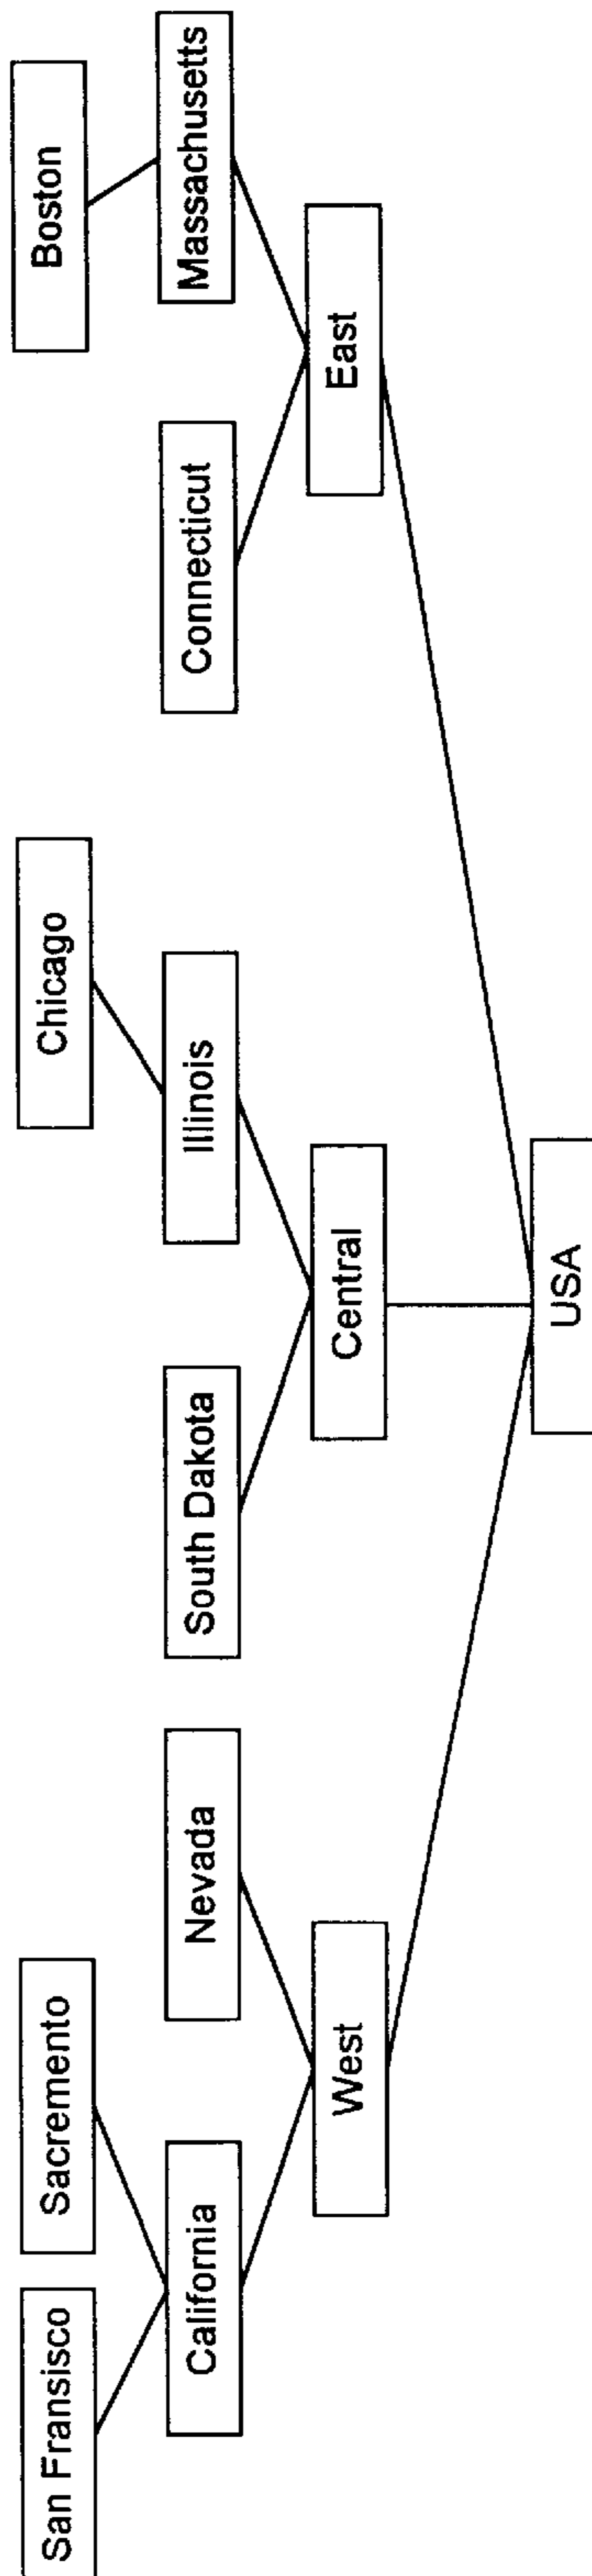 San Fransisco
Sacremento
Chicago
Boston
California
Nevada
South Dakota
Illinois
Connecticut
Massachusetts
West
Central
East
USA